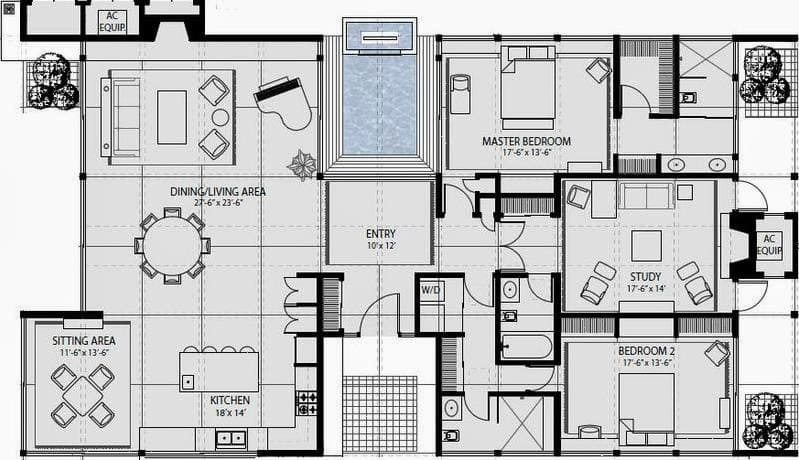 AC
EQUIP.
MASTER BEDROOM
17'-6" x 13'-6"
DINING/LIVING AREA
27'-6" x 23'-6"
ENTRY
10' x 12'
AC
EQUIP.
STUDY
17'-6" x 14'
W/D
SITTING AREA
11'-6" x 13'-6"
BEDROOM 2
17'-6" x 13'-6"
KITCHEN
18' x 14'